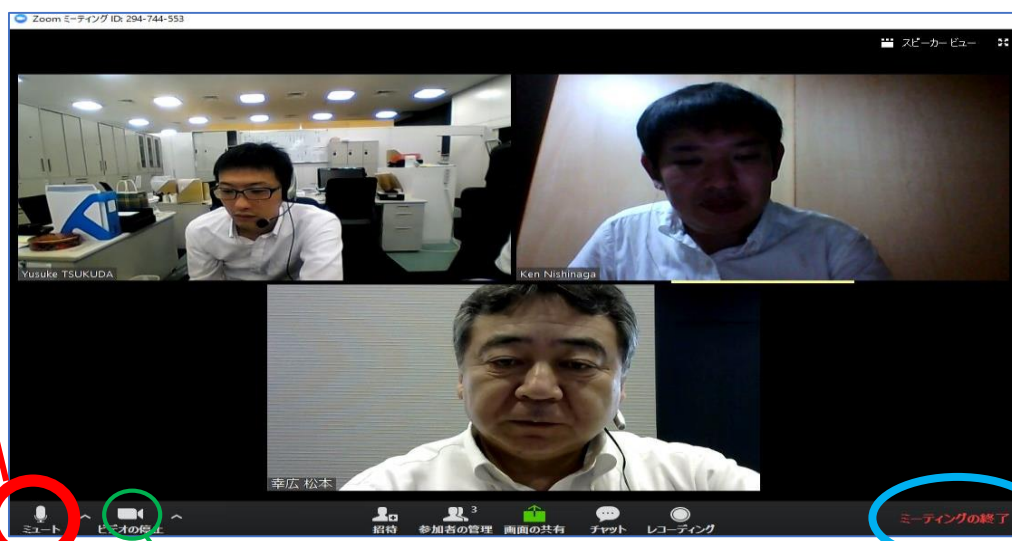 Zoom ミーティング ID: 294-744-553
スピーカー ビュー
Yusuke TSUKUDA
Ken Nishinaga
幸広 松本
ミュート
ビデオの停止
招待
3
参加者の管理
画面の共有
チャット
レコーディング
ミーティングの終了